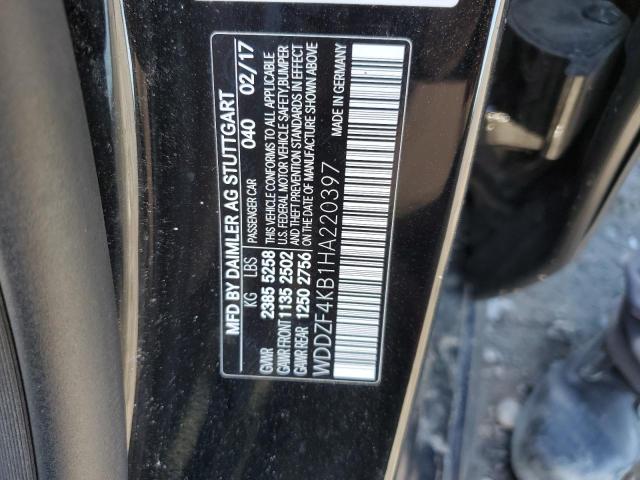 MFD BY DAIMLER AG STUTTGART
KG LBS PASSENGER CAR 040 02/17
GVWR 2385 5258 THIS VEHICLE CONFORMS TO ALL APPLICABLE
GAWR FRONT 1135 2502 U.S. FEDERAL MOTOR VEHICLE SAFETY, BUMPER
GAWR REAR 1250 2756 AND THEFT PREVENTION STANDARDS IN EFFECT
ON THE DATE OF MANUFACTURE SHOWN ABOVE
WDDZF4KB1HA220397 MADE IN GERMANY